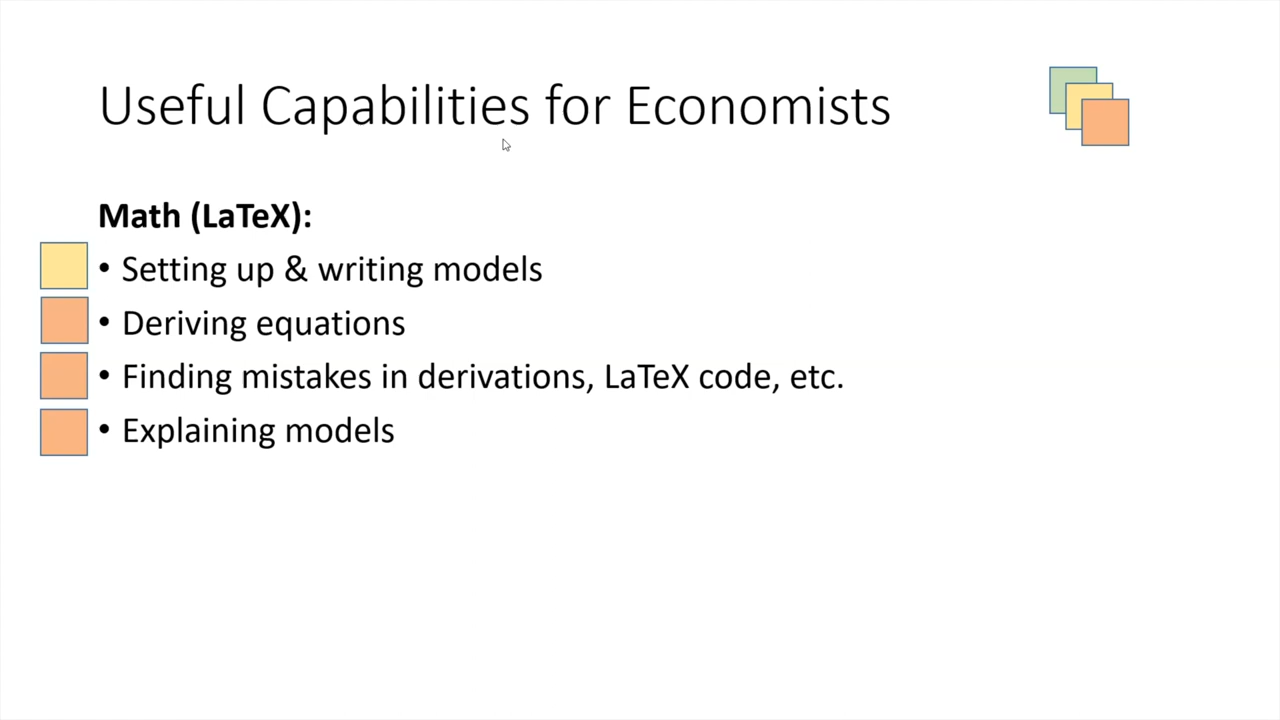 Useful Capabilities for Economists
Math (LaTeX):
• Setting up & writing models
• Deriving equations
• Finding mistakes in derivations, LaTeX code, etc.
• Explaining models